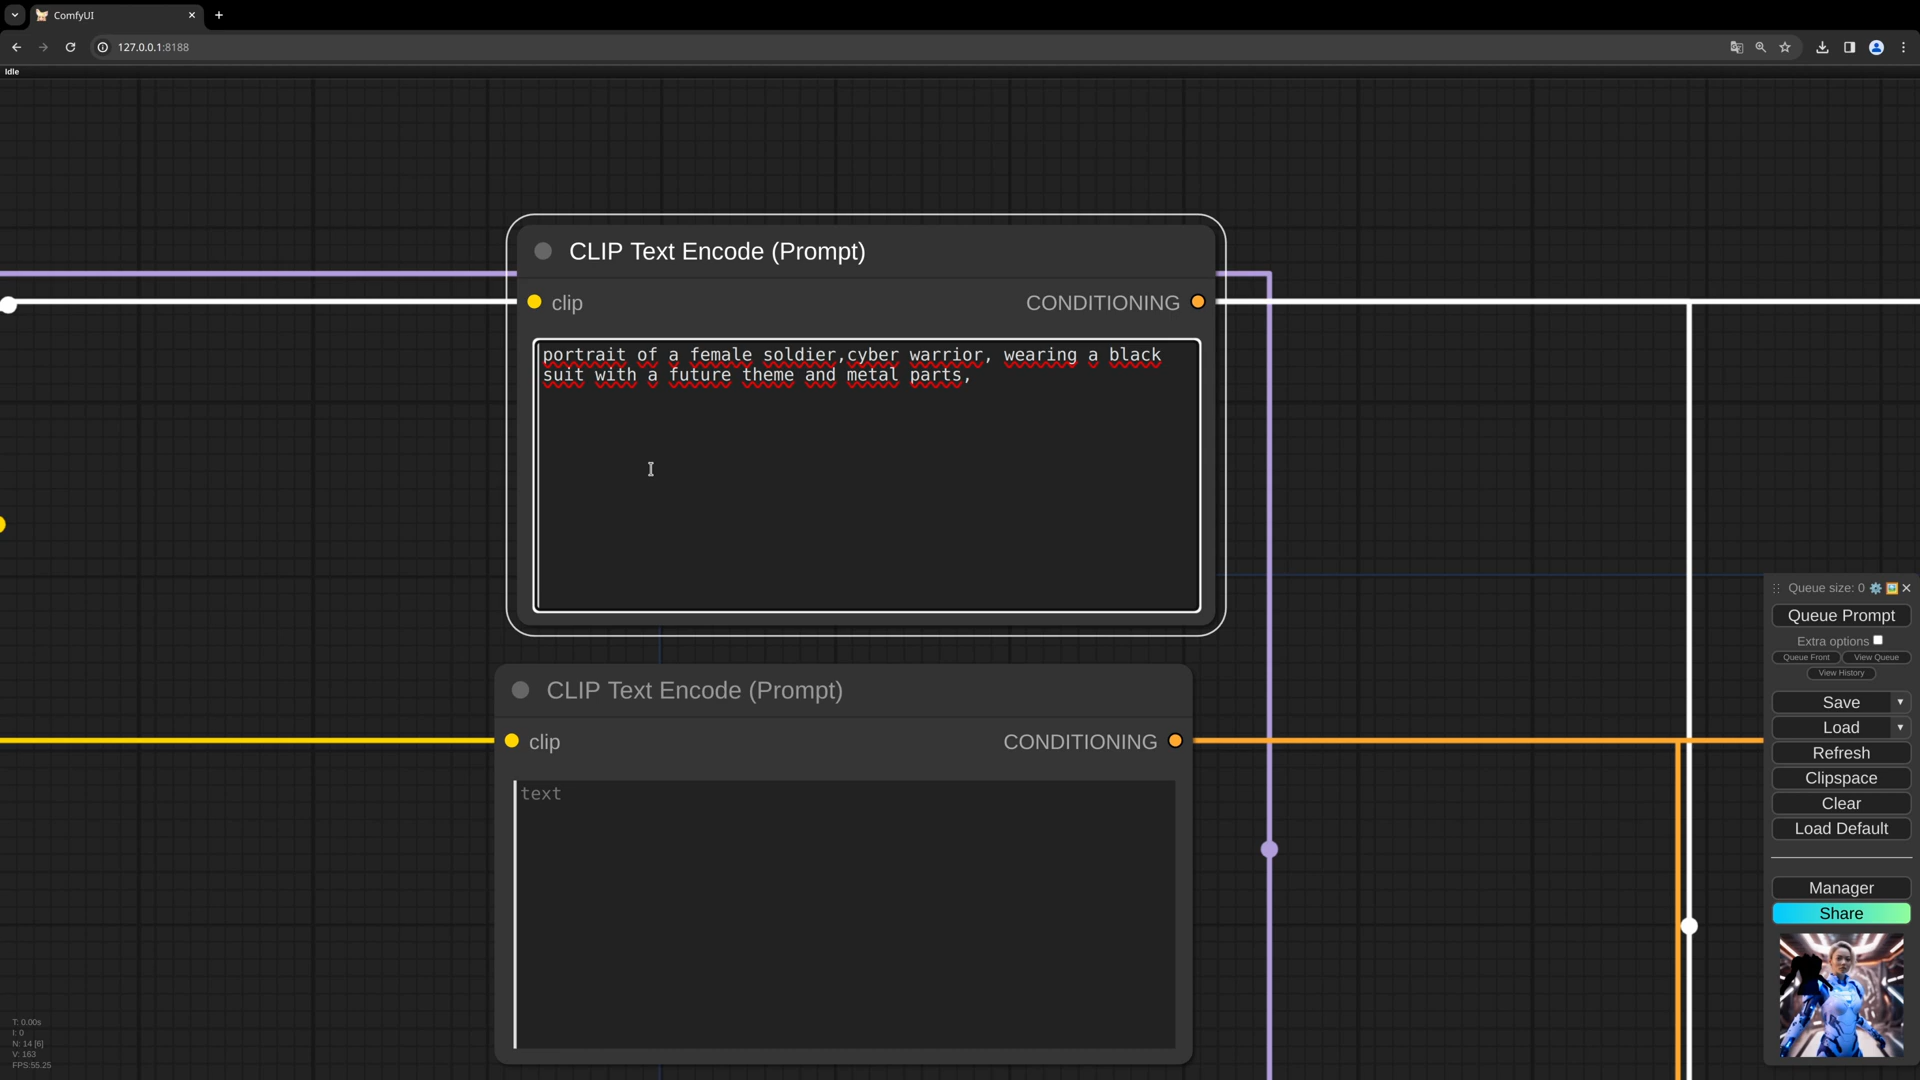 ComfyUI
127.0.0.1:8188
Idle
CLIP Text Encode (Prompt)
clip
CONDITIONING
portrait of a female soldier,cyber warrior, wearing a black
suit with a future theme and metal parts,
CLIP Text Encode (Prompt)
clip
CONDITIONING
text
Queue size: 0
Queue Prompt
Extra options
Queue Front
View Queue
View History
Save
Load
Refresh
Clipspace
Clear
Load Default
Manager
Share
T: 0.00s
I: 0
N: 14 [6]
V: 163
FPS:55.25